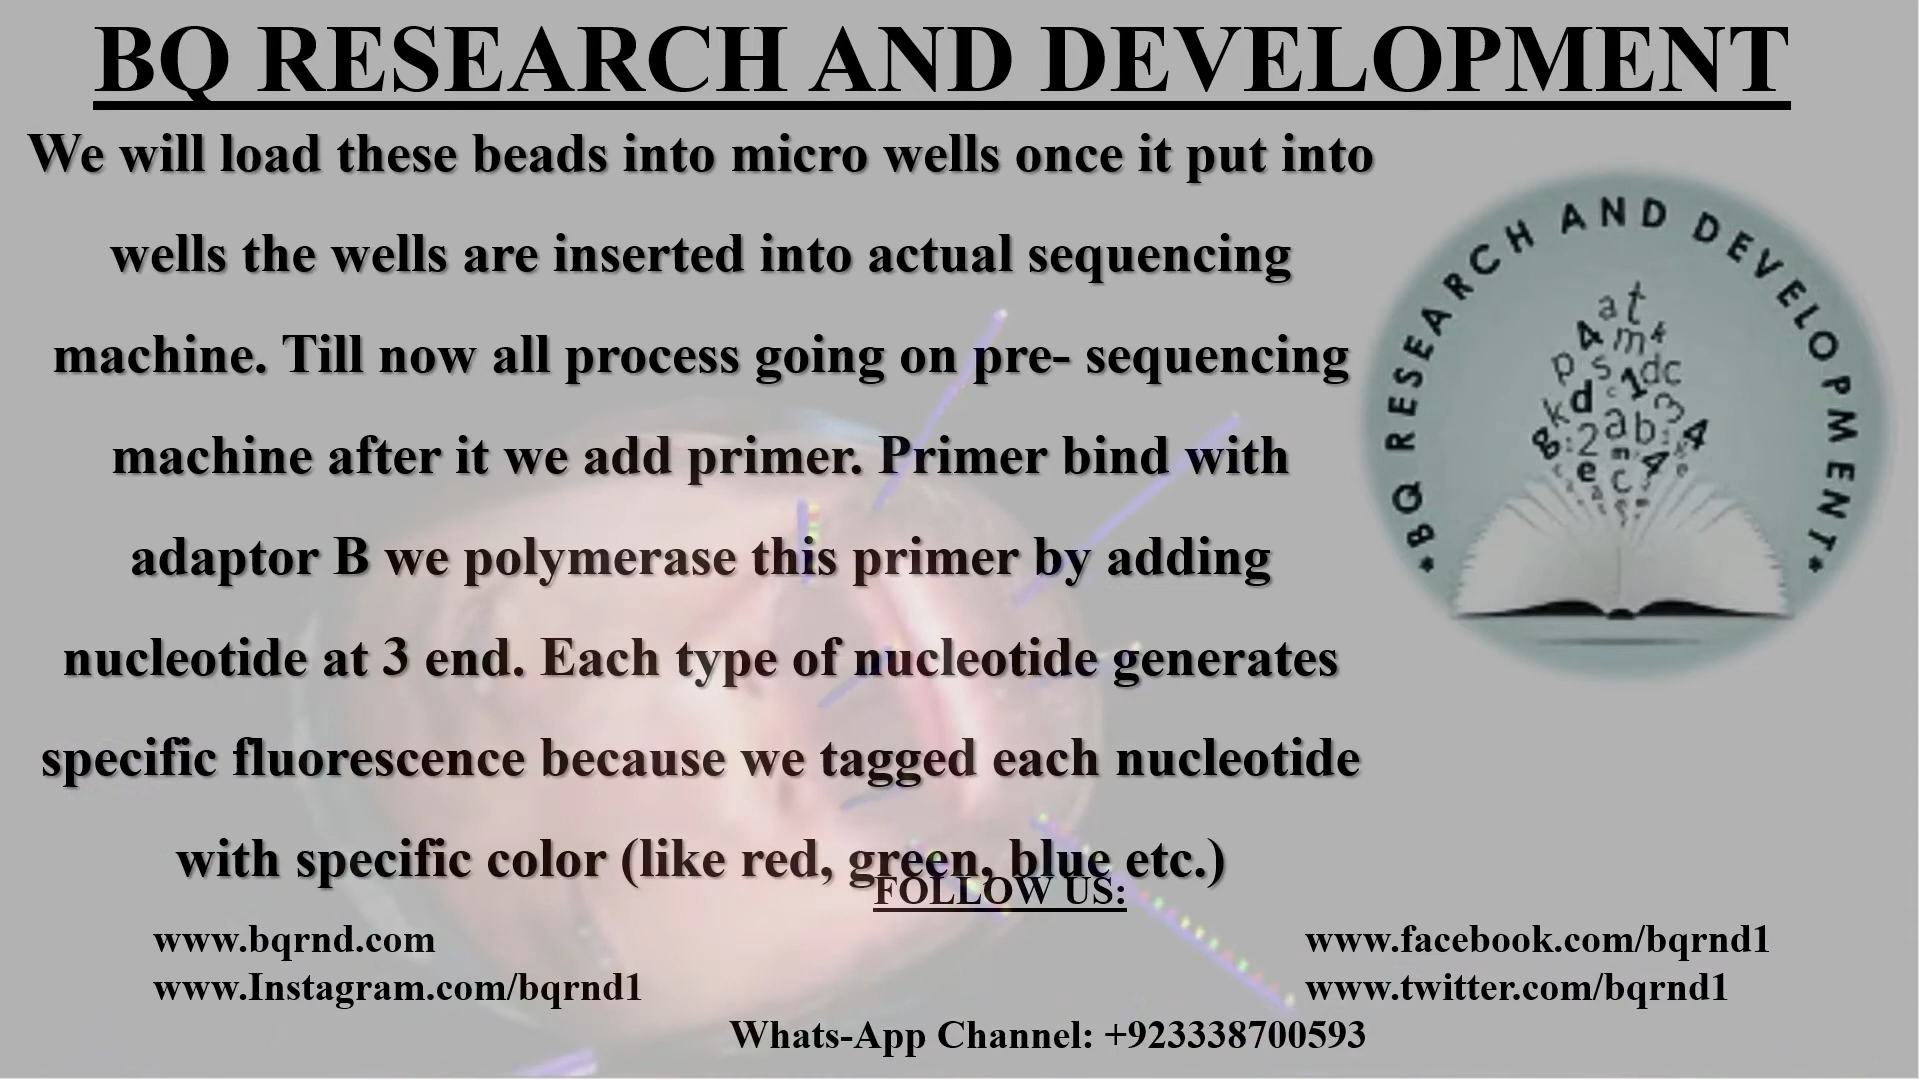 BQ RESEARCH AND DEVELOPMENT
We will load these beads into micro wells once it put into
wells the wells are inserted into actual sequencing
machine. Till now all process going on pre- sequencing
machine after it we add primer. Primer bind with
adaptor B we polymerase this primer by adding
nucleotide at 3 end. Each type of nucleotide generates
specific fluorescence because we tagged each nucleotide
with specific color (like red, green, blue etc.)
BQ RESEARCH AND DEVELOPMENT
FOLLOW US:
www.bqrnd.com
www.facebook.com/bqrnd1
www.Instagram.com/bqrnd1
www.twitter.com/bqrnd1
Whats-App Channel: +923338700593